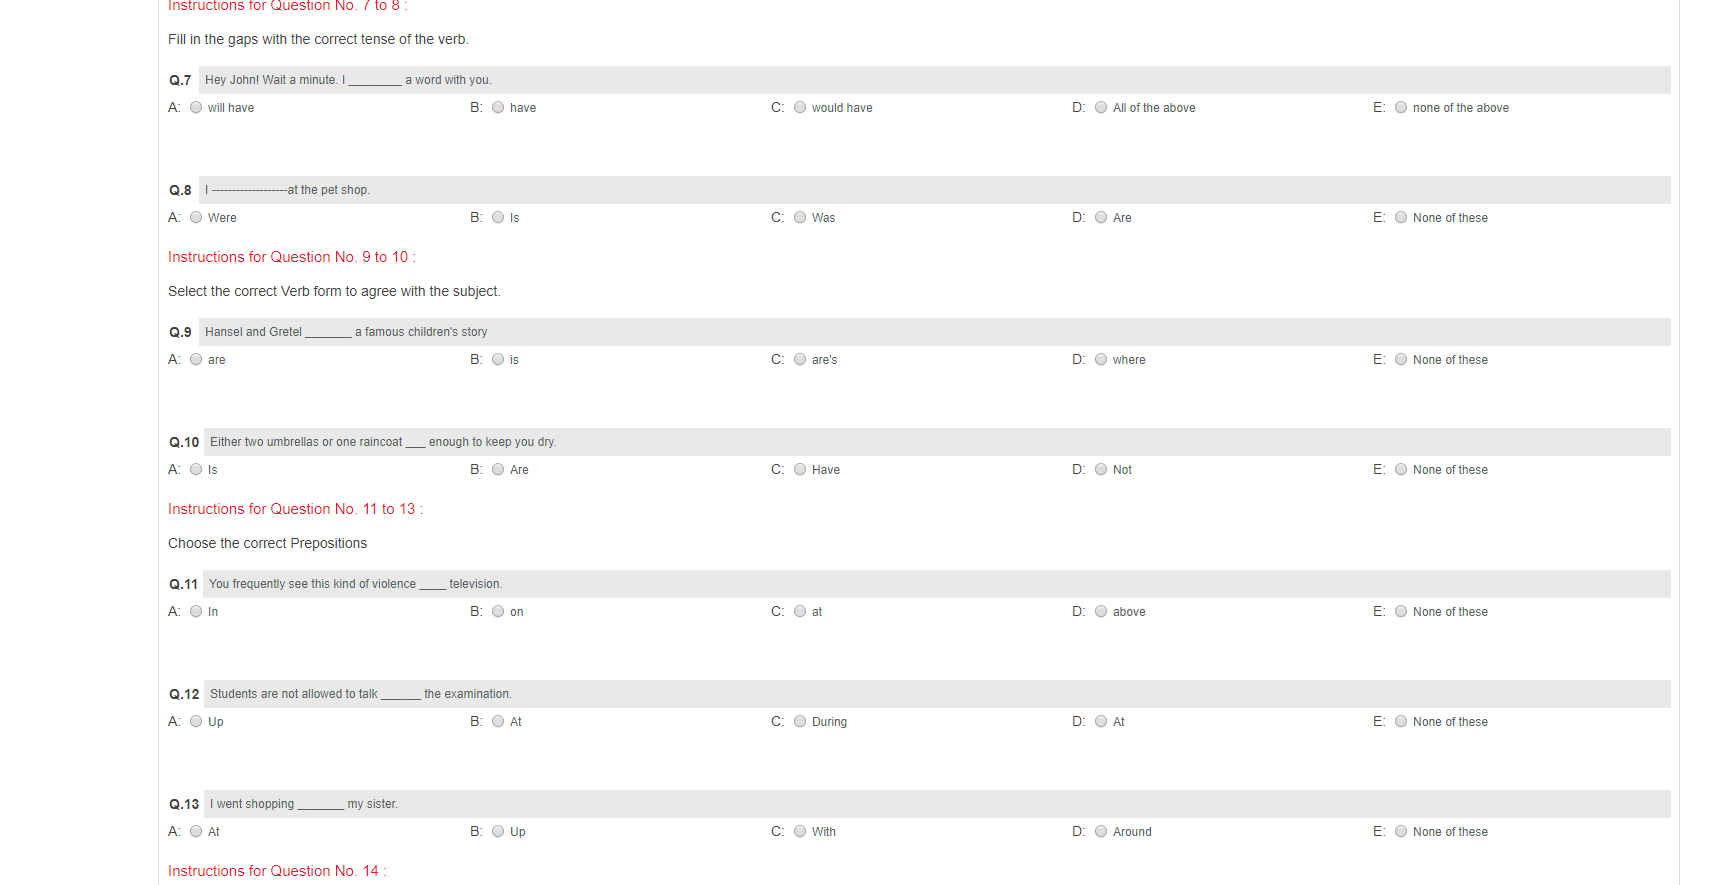 Instructions for Question No. 7 to 8 :
Fill in the gaps with the correct tense of the verb.
Q.7 Hey John! Wait a minute. I ________ a word with you.
A: will have B: have C: would have D: All of the above E: none of the above
Q.8 I -------------------at the pet shop.
A: Were B: Is C: Was D: Are E: None of these
Instructions for Question No. 9 to 10 :
Select the correct Verb form to agree with the subject.
Q.9 Hansel and Gretel _______ a famous children's story
A: are B: is C: are's D: where E: None of these
Q.10 Either two umbrellas or one raincoat ___ enough to keep you dry.
A: Is B: Are C: Have D: Not E: None of these
Instructions for Question No. 11 to 13 :
Choose the correct Prepositions
Q.11 You frequently see this kind of violence ____ television.
A: In B: on C: at D: above E: None of these
Q.12 Students are not allowed to talk ______ the examination.
A: Up B: At C: During D: At E: None of these
Q.13 I went shopping _______ my sister.
A: At B: Up C: With D: Around E: None of these
Instructions for Question No. 14 :